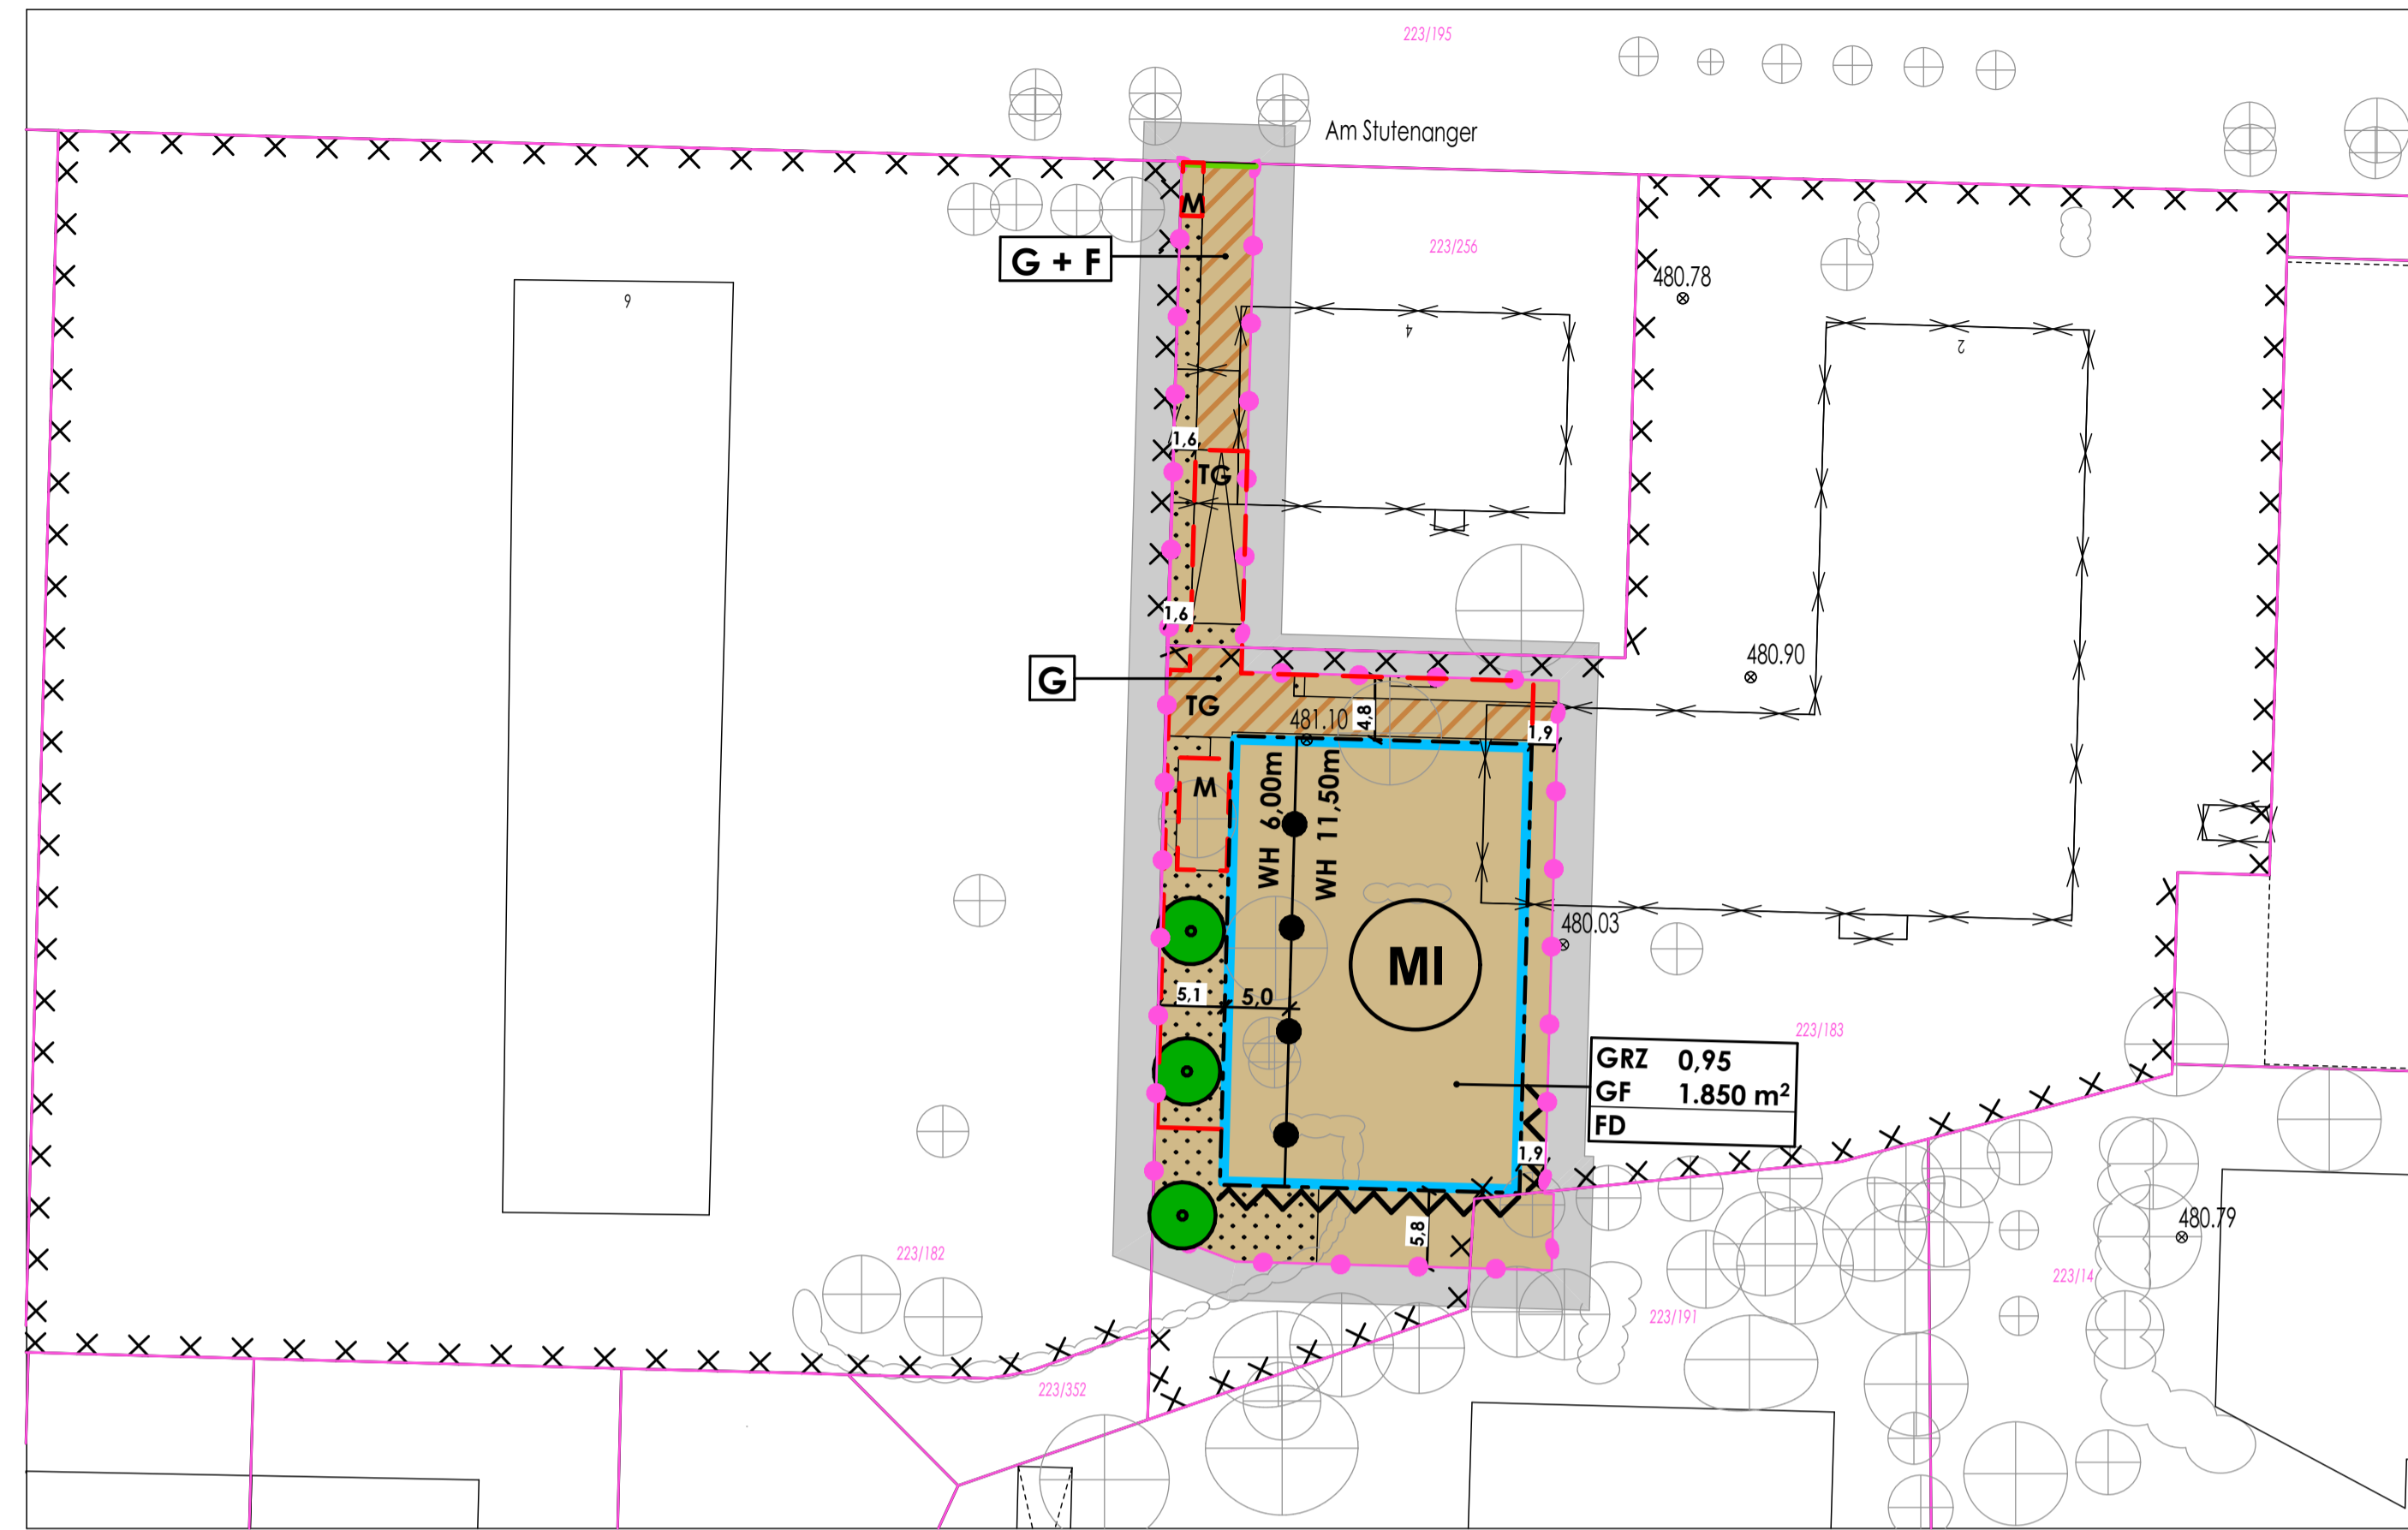 223/195
Am Stutenanger
M
G + F
223/256
480.78
9
4
2
1,6
TG
1,6
480.90
G
TG
481.10
4,8
1,9
M
WH 6,00m
WH 11,50m
480.03
MI
5,1
5,0
223/183
GRZ 0,95
GF 1.850 m²
FD
1,9
5,8
480.79
223/182
223/14
223/191
223/352